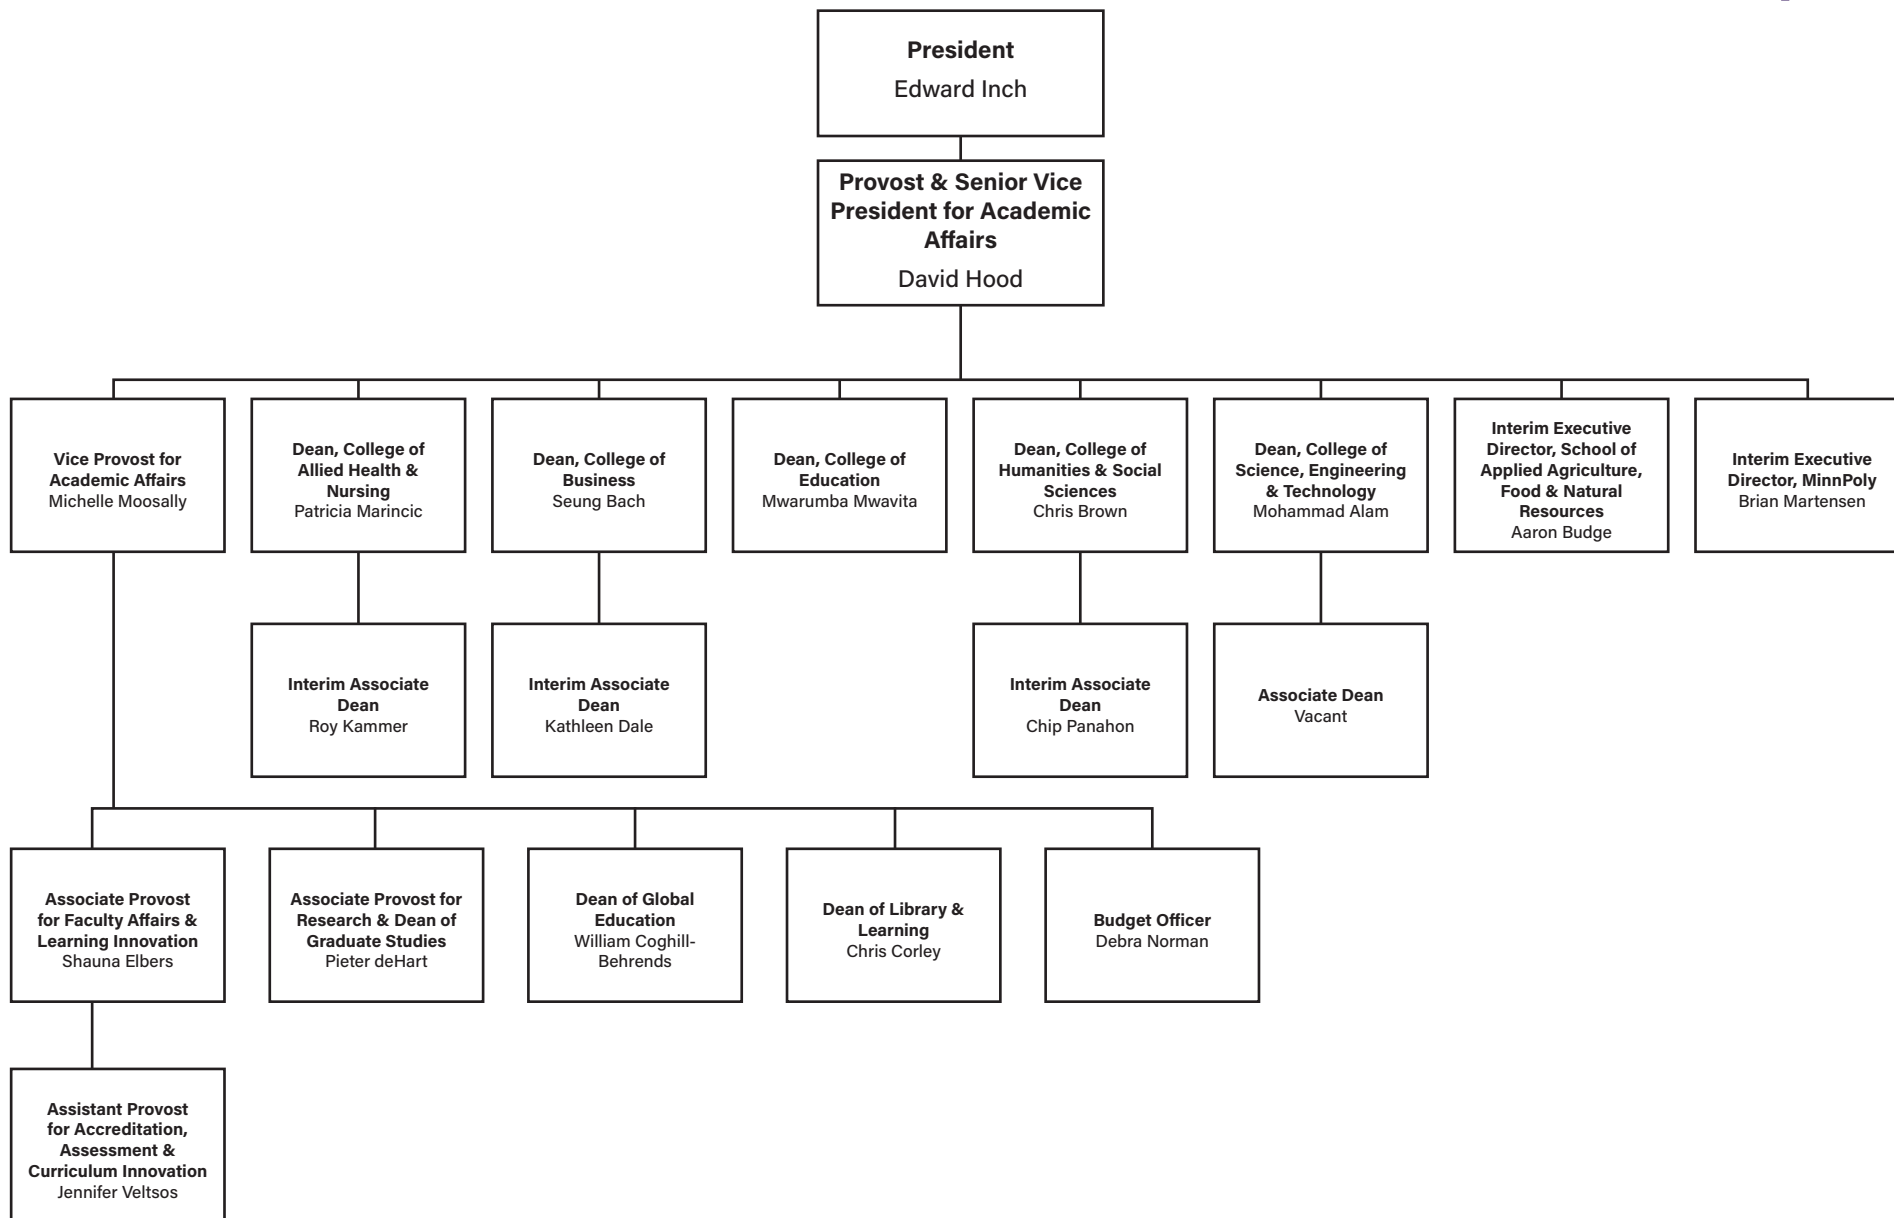 President
Edward Inch
Provost & Senior Vice
President for Academic
Affairs
David Hood
Vice Provost for
Academic Affairs
Michelle Moosally
Dean, College of
Allied Health &
Nursing
Patricia Marincic
Dean, College of
Business
Seung Bach
Dean, College of
Education
Mwarumba Mwavita
Dean, College of
Humanities & Social
Sciences
Chris Brown
Dean, College of
Science, Engineering
& Technology
Mohammad Alam
Interim Executive
Director, School of
Applied Agriculture,
Food & Natural
Resources
Aaron Budge
Interim Executive
Director, MinnPoly
Brian Martensen
Interim Associate
Dean
Roy Kammer
Interim Associate
Dean
Kathleen Dale
Interim Associate
Dean
Chip Panahon
Associate Dean
Vacant
Associate Provost
for Faculty Affairs &
Learning Innovation
Shauna Elbers
Associate Provost for
Research & Dean of
Graduate Studies
Pieter deHart
Dean of Global
Education
William Coghill-
Behrends
Dean of Library &
Learning
Chris Corley
Budget Officer
Debra Norman
Assistant Provost
for Accreditation,
Assessment &
Curriculum Innovation
Jennifer Veltsos